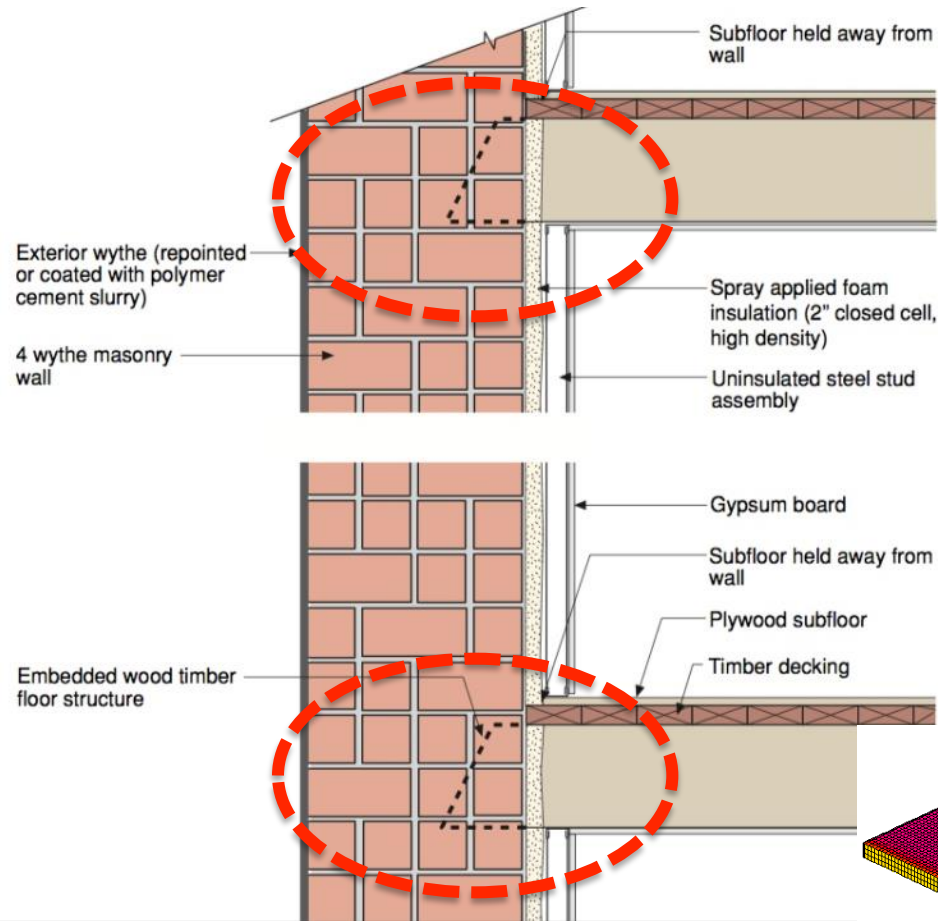 Subfloor held away from
wall
Exterior wythe (repointed
or coated with polymer
cement slurry)
Spray applied foam
insulation (2" closed cell,
high density)
4 wythe masonry
wall
Uninsulated steel stud
assembly
Gypsum board
Subfloor held away from
wall
Plywood subfloor
Embedded wood timber
floor structure
Timber decking